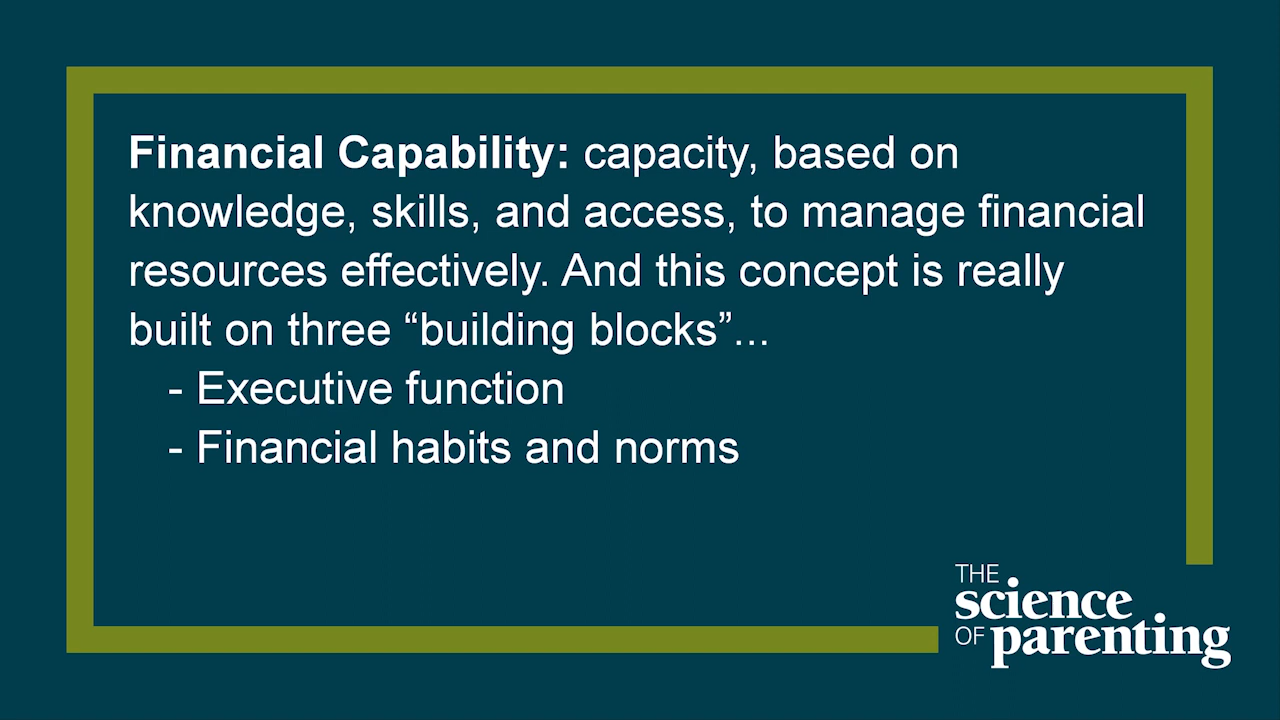 Financial Capability: capacity, based on
knowledge, skills, and access, to manage financial
resources effectively. And this concept is really
built on three “building blocks”...
- Executive function
- Financial habits and norms
THE
science
OF parenting